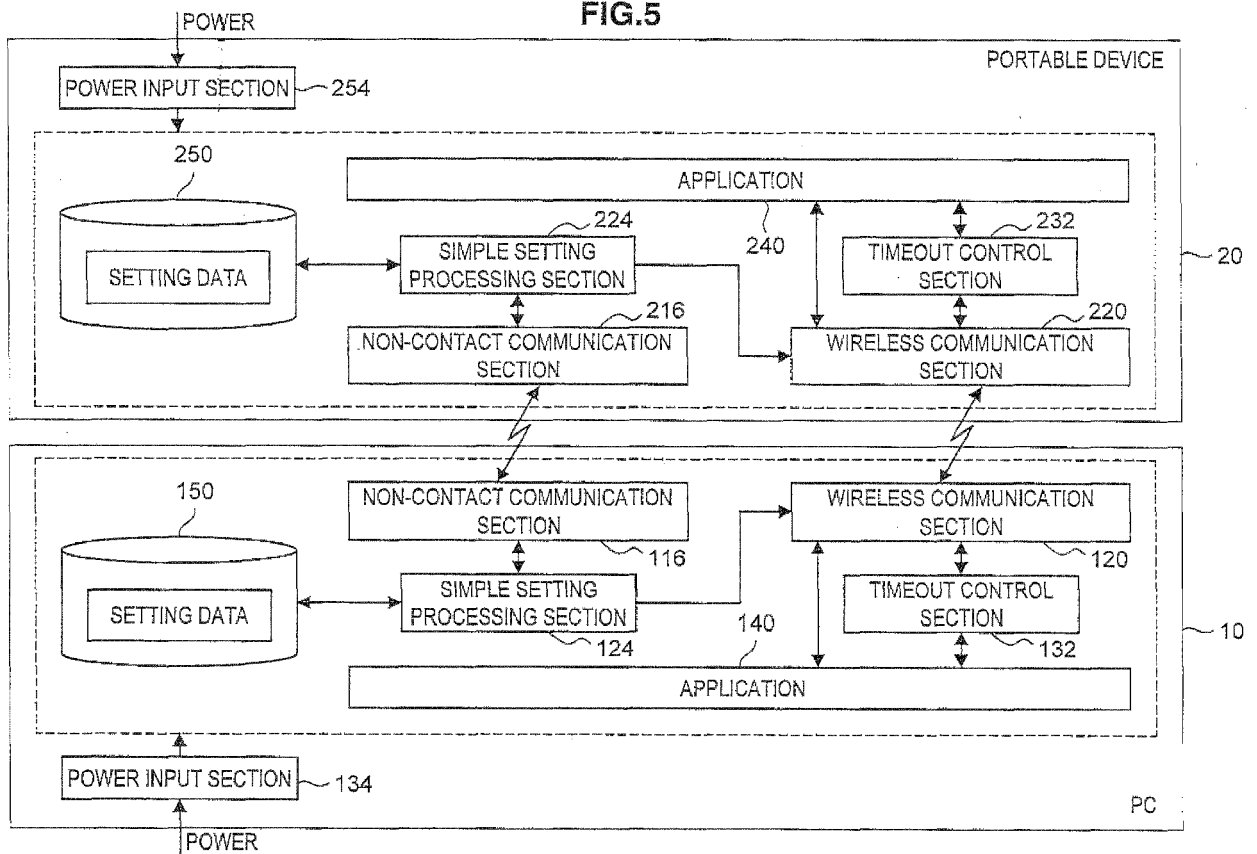 FIG.5
POWER
PORTABLE DEVICE
POWER INPUT SECTION
254
250
APPLICATION
240
224
232
SIMPLE SETTING
PROCESSING SECTION
TIMEOUT CONTROL
SECTION
20
SETTING DATA
216
220
NON-CONTACT COMMUNICATION
SECTION
WIRELESS COMMUNICATION
SECTION
150
NON-CONTACT COMMUNICATION
SECTION
WIRELESS COMMUNICATION
SECTION
116
120
SETTING DATA
SIMPLE SETTING
PROCESSING SECTION
TIMEOUT CONTROL
SECTION
10
124
140
132
APPLICATION
POWER INPUT SECTION
134
PC
POWER